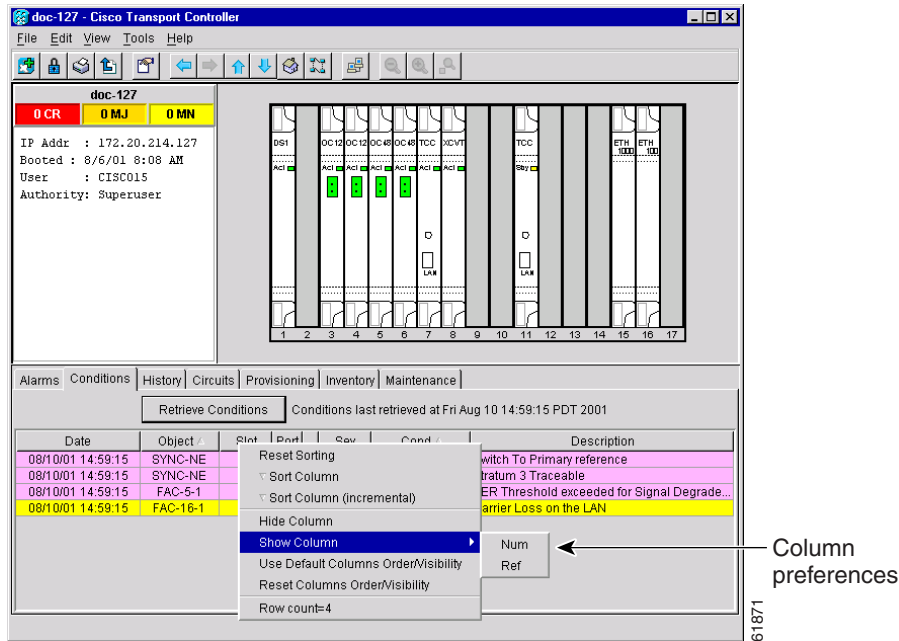 doc-127 - Cisco Transport Controller
File Edit View Tools Help
doc-127
0 CR 0 MJ 0 MN
IP Addr : 172.20.214.127
Booted : 8/6/01 8:08 AM
User : CISCO15
Authority: Superuser
DS1 OC12 OC12 OC48 OC48 TCC XCVT TCC ETH 1000 ETH 100
Act Act Act Act Act Act Act Sby
LAN LAN
1 2 3 4 5 6 7 8 9 10 11 12 13 14 15 16 17
Alarms Conditions History Circuits Provisioning Inventory Maintenance
Retrieve Conditions Conditions last retrieved at Fri Aug 10 14:59:15 PDT 2001
Date Object Slot Port Sev Cond Description
08/10/01 14:59:15 SYNC-NE witch To Primary reference
08/10/01 14:59:15 SYNC-NE tratum 3 Traceable
08/10/01 14:59:15 FAC-5-1 ER Threshold exceeded for Signal Degrade...
08/10/01 14:59:15 FAC-16-1 arrier Loss on the LAN
Reset Sorting
Sort Column
Sort Column (incremental)
Hide Column
Show Column
Use Default Columns Order/Visibility
Reset Columns Order/Visibility
Row count=4
Num
Ref
Column
preferences
61871